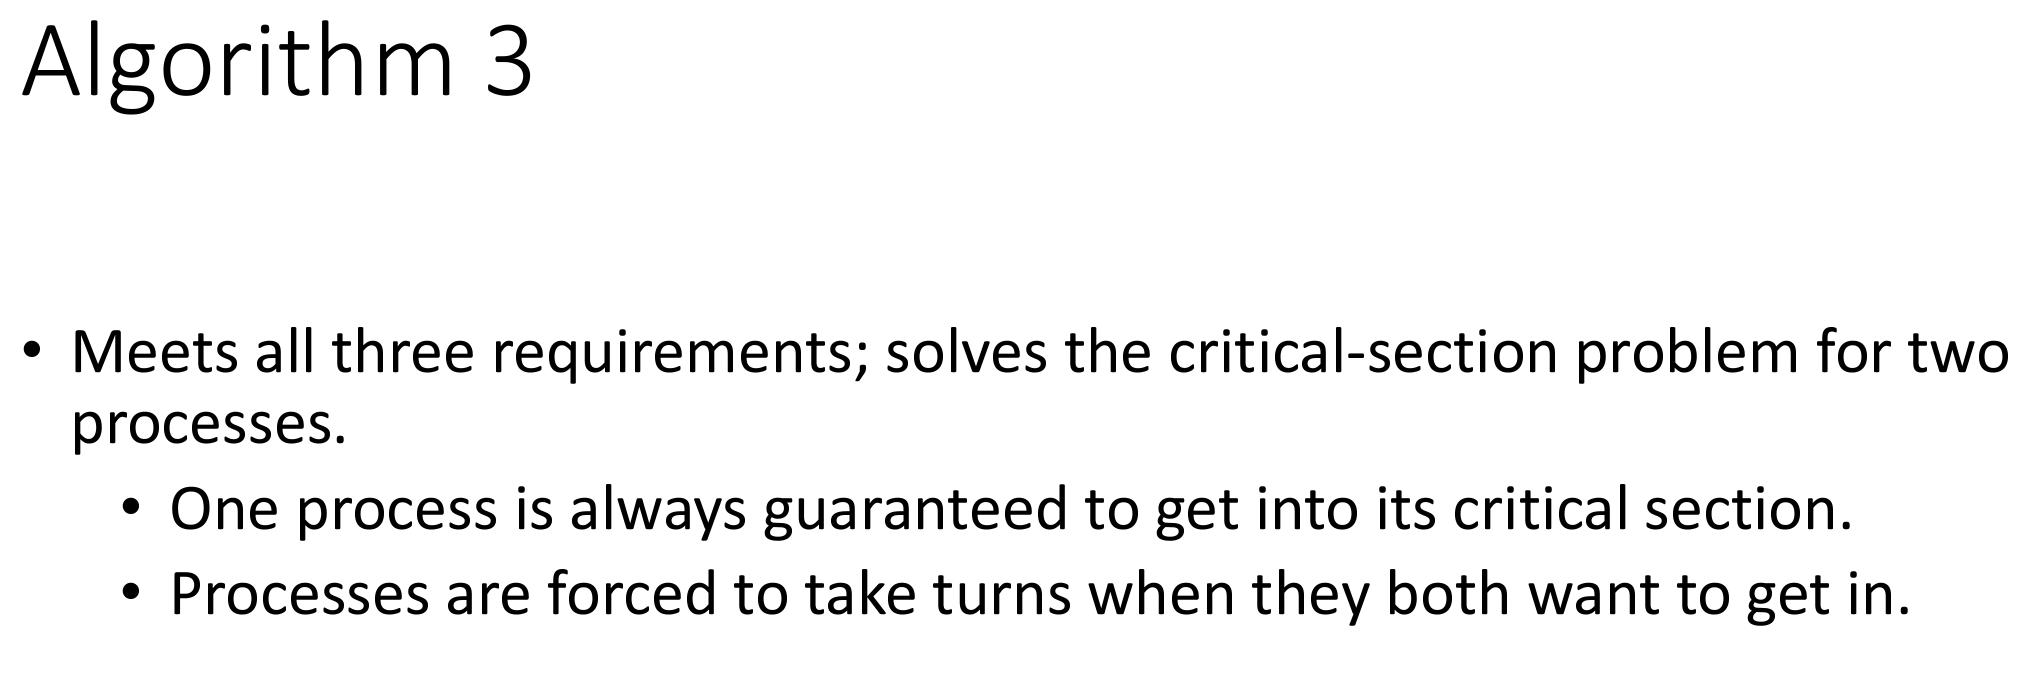 Algorithm 3
• Meets all three requirements; solves the critical-section problem for two
processes.
• One process is always guaranteed to get into its critical section.
• Processes are forced to take turns when they both want to get in.